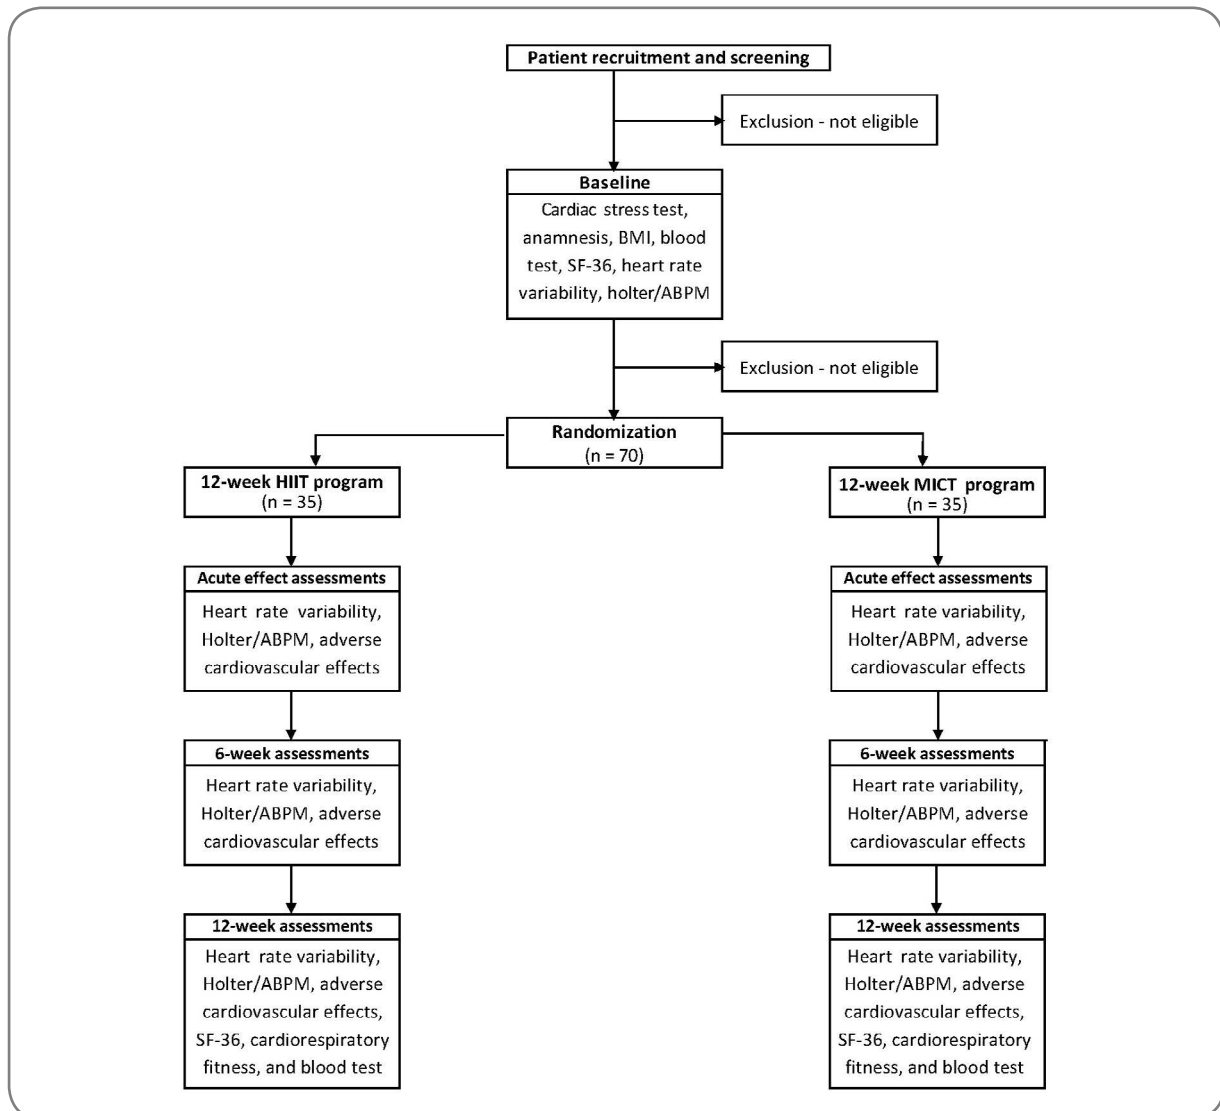 Patient recruitment and screening
Exclusion - not eligible
Baseline
Cardiac stress test,
anamnesis, BMI, blood
test, SF-36, heart rate
variability, holter/ABPM
Exclusion - not eligible
Randomization
(n = 70)
12-week HIIT program
(n = 35)
12-week MICT program
(n = 35)
Acute effect assessments
Heart rate variability,
Holter/ABPM, adverse
cardiovascular effects
Acute effect assessments
Heart rate variability,
Holter/ABPM, adverse
cardiovascular effects
6-week assessments
Heart rate variability,
Holter/ABPM, adverse
cardiovascular effects
6-week assessments
Heart rate variability,
Holter/ABPM, adverse
cardiovascular effects
12-week assessments
Heart rate variability,
Holter/ABPM, adverse
cardiovascular effects,
SF-36, cardiorespiratory
fitness, and blood test
12-week assessments
Heart rate variability,
Holter/ABPM, adverse
cardiovascular effects,
SF-36, cardiorespiratory
fitness, and blood test